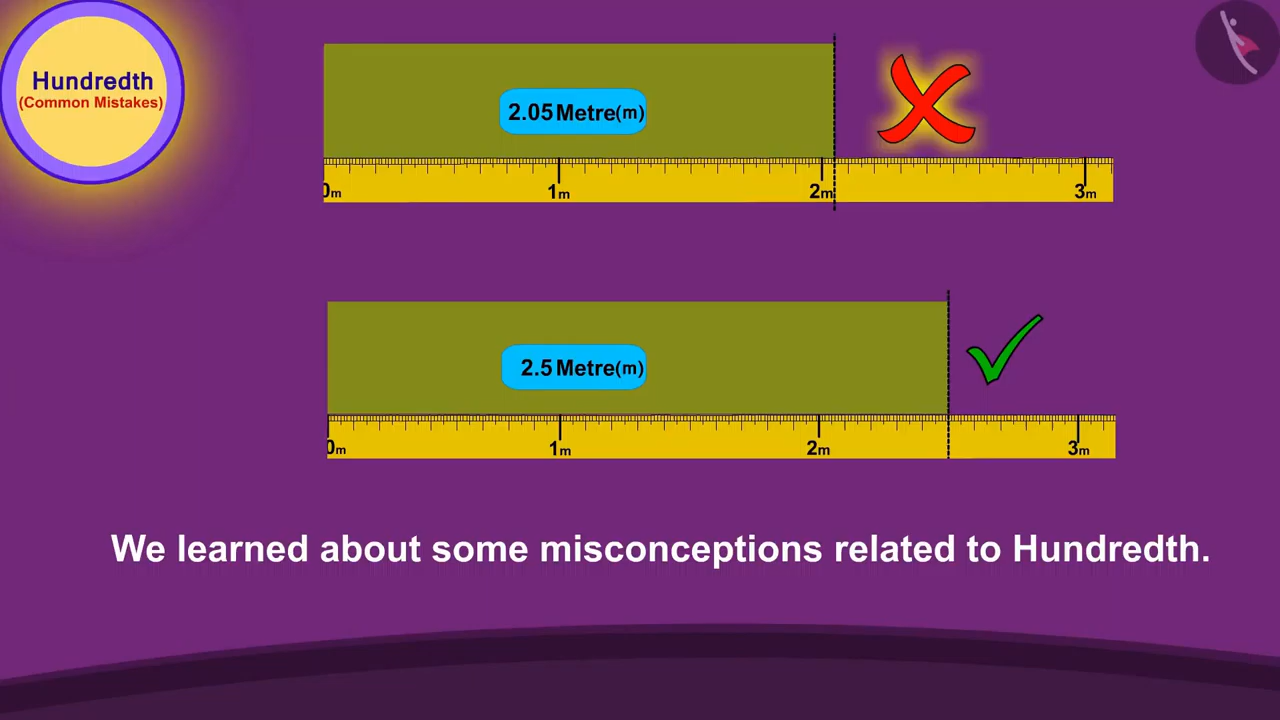 Hundredth
(Common Mistakes)
2.05 Metre(m)
0m 1m 2m 3m
2.5 Metre(m)
0m 1m 2m 3m
We learned about some misconceptions related to Hundredth.